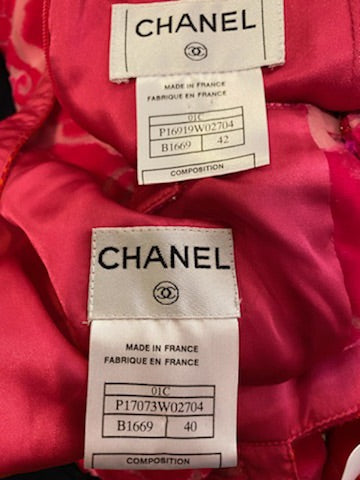 CHANEL
MADE IN FRANCE
FABRIQUE EN FRANCE
01C
P16919W02704
B1669 42
COMPOSITION
CHANEL
MADE IN FRANCE
FABRIQUE EN FRANCE
01C
P17073W02704
B1669 40
COMPOSITION